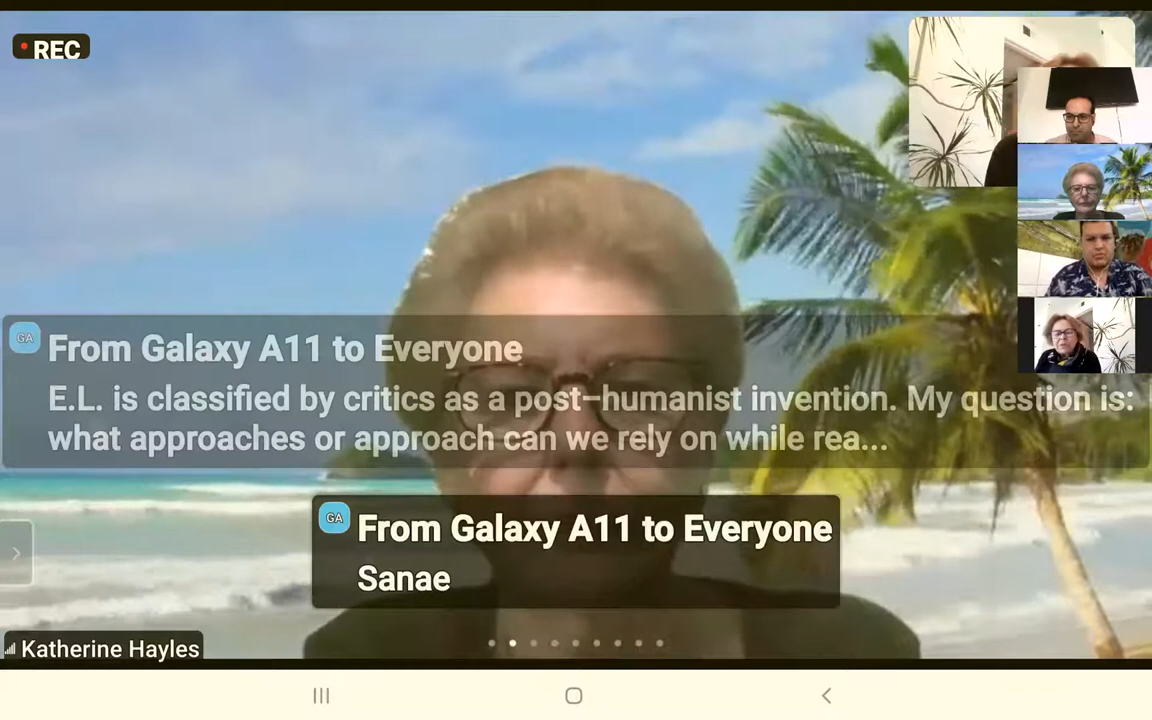 REC
GA
From Galaxy A11 to Everyone
E.L. is classified by critics as a post-humanist invention. My question is:
what approaches or approach can we rely on while rea...
GA
From Galaxy A11 to Everyone
Sanae
Katherine Hayles